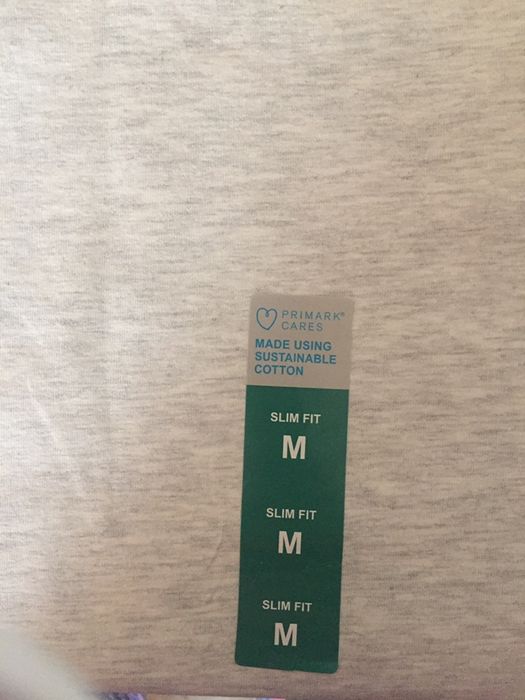 PRIMARK®
CARES
MADE USING
SUSTAINABLE
COTTON
SLIM FIT
M
SLIM FIT
M
SLIM FIT
M